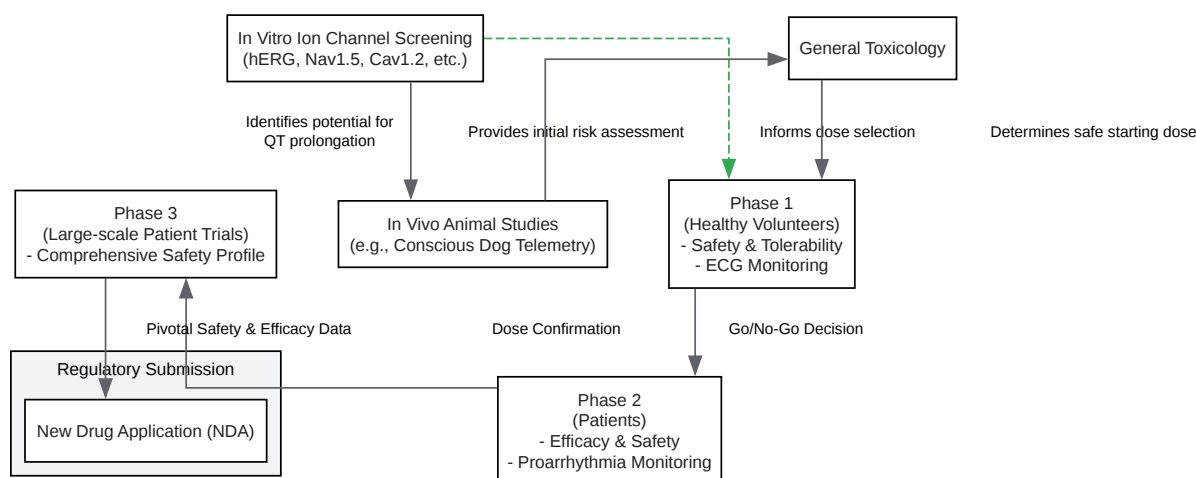 In Vitro Ion Channel Screening
(hERG, Nav1.5, Cav1.2, etc.)
General Toxicology
Identifies potential for
QT prolongation
Provides initial risk assessment
Informs dose selection
Determines safe starting dose
Phase 3
(Large-scale Patient Trials)
- Comprehensive Safety Profile
In Vivo Animal Studies
(e.g., Conscious Dog Telemetry)
Phase 1
(Healthy Volunteers)
- Safety & Tolerability
- ECG Monitoring
Pivotal Safety & Efficacy Data
Dose Confirmation
Go/No-Go Decision
Regulatory Submission
New Drug Application (NDA)
Phase 2
(Patients)
- Efficacy & Safety
- Proarrhythmia Monitoring